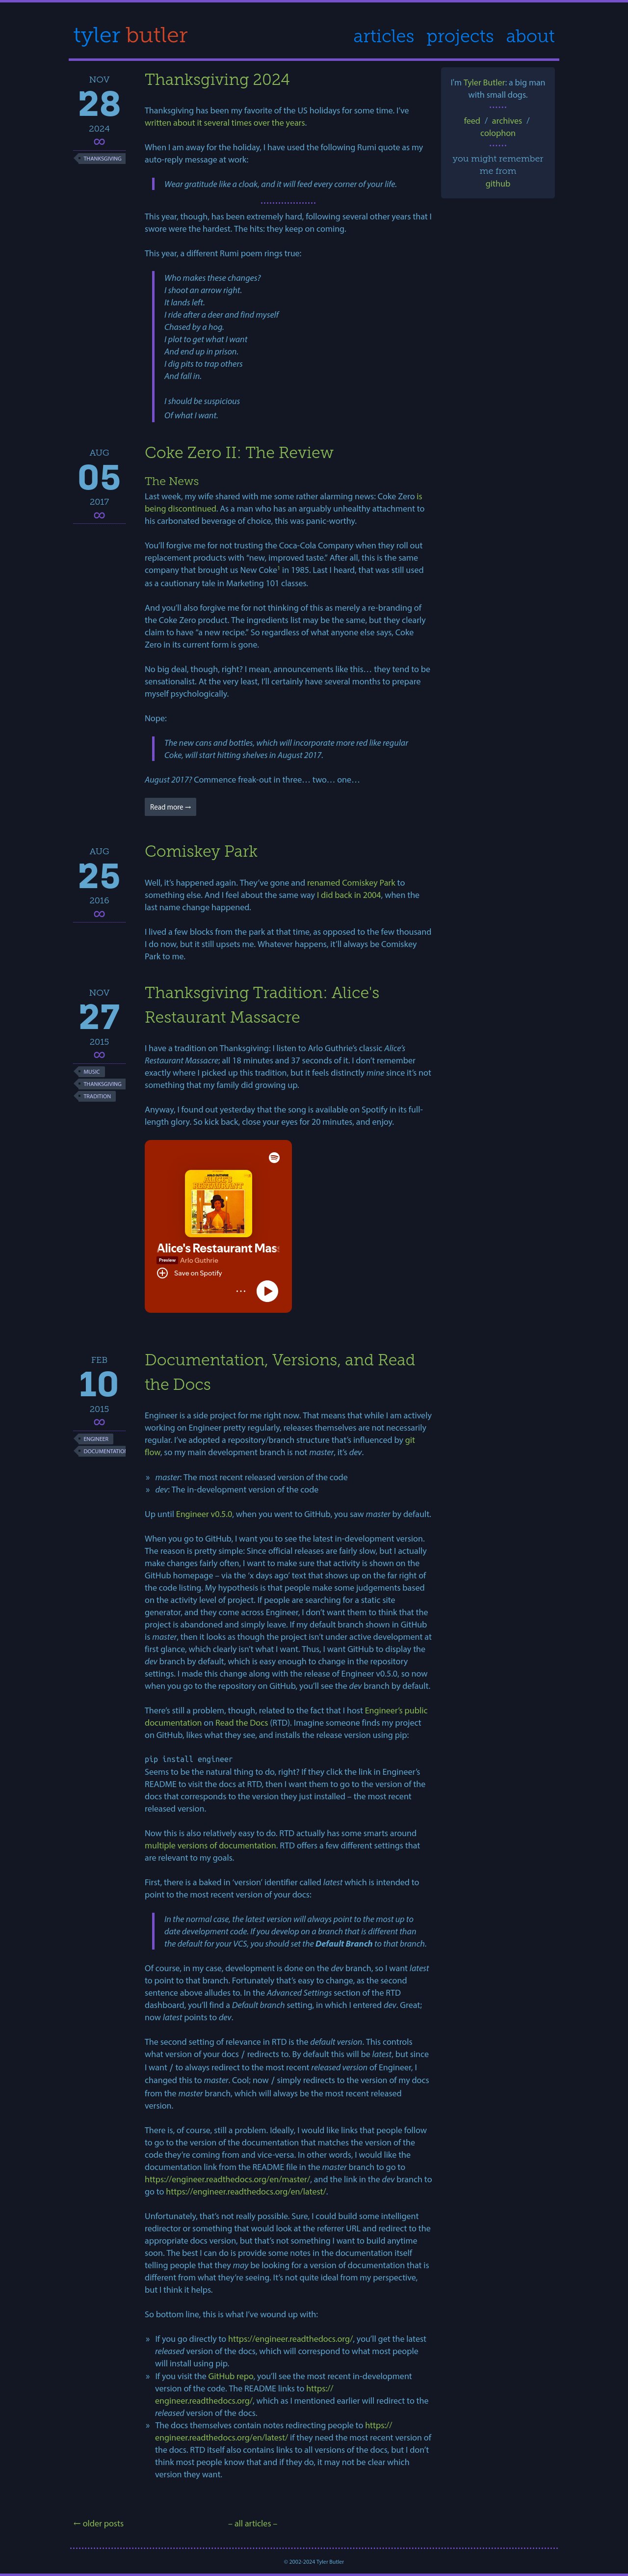 tyler butler
articles projects about
NOV
28
2024
∞
THANKSGIVING
Thanksgiving 2024
Thanksgiving has been my favorite of the US holidays for some time. I've
written about it several times over the years.
When I am away for the holiday, I have used the following Rumi quote as my
auto-reply message at work:
Wear gratitude like a cloak, and it will feed every corner of your life.
This year, though, has been extremely hard, following several other years that I
swore were the hardest. The hits: they keep on coming.
This year, a different Rumi poem rings true:
Who makes these changes?
I shoot an arrow right.
It lands left.
I ride after a deer and find myself
Chased by a hog.
I plot to get what I want
And end up in prison.
I dig pits to trap others
And fall in.
I should be suspicious
Of what I want.
I'm Tyler Butler: a big man
with small dogs.
feed / archives /
colophon
you might remember
me from
github
AUG
05
2017
∞
Coke Zero II: The Review
The News
Last week, my wife shared with me some rather alarming news: Coke Zero is
being discontinued. As a man who has an arguably unhealthy attachment to
his carbonated beverage of choice, this was panic-worthy.
You'll forgive me for not trusting the Coca-Cola Company when they roll out
replacement products with “new, improved taste.” After all, this is the same
company that brought us New Coke¹ in 1985. Last I heard, that was still used
as a cautionary tale in Marketing 101 classes.
And you'll also forgive me for not thinking of this as merely a re-branding of
the Coke Zero product. The ingredients list may be the same, but they clearly
claim to have “a new recipe.” So regardless of what anyone else says, Coke
Zero in its current form is gone.
No big deal, though, right? I mean, announcements like this… they tend to be
sensationalist. At the very least, I'll certainly have several months to prepare
myself psychologically.
Nope:
The new cans and bottles, which will incorporate more red like regular
Coke, will start hitting shelves in August 2017.
August 2017? Commence freak-out in three… two… one…
Read more →
AUG
25
2016
∞
Comiskey Park
Well, it's happened again. They've gone and renamed Comiskey Park to
something else. And I feel about the same way I did back in 2004, when the
last name change happened.
I lived a few blocks from the park at that time, as opposed to the few thousand
I do now, but it still upsets me. Whatever happens, it'll always be Comiskey
Park to me.
NOV
27
2015
∞
MUSIC
THANKSGIVING
TRADITION
Thanksgiving Tradition: Alice's
Restaurant Massacre
I have a tradition on Thanksgiving: I listen to Arlo Guthrie's classic Alice's
Restaurant Massacre; all 18 minutes and 37 seconds of it. I don't remember
exactly where I picked up this tradition, but it feels distinctly mine since it's not
something that my family did growing up.
Anyway, I found out yesterday that the song is available on Spotify in its full-
length glory. So kick back, close your eyes for 20 minutes, and enjoy.
ARLO GUTHRIE
ALICE'S
RESTAURANT
Alice's Restaurant Mas
Preview Arlo Guthrie
Save on Spotify
FEB
10
2015
∞
ENGINEER
DOCUMENTATION
Documentation, Versions, and Read
the Docs
Engineer is a side project for me right now. That means that while I am actively
working on Engineer pretty regularly, releases themselves are not necessarily
regular. I've adopted a repository/branch structure that's influenced by git
flow, so my main development branch is not master, it's dev.
» master: The most recent released version of the code
» dev: The in-development version of the code
Up until Engineer v0.5.0, when you went to GitHub, you saw master by default.
When you go to GitHub, I want you to see the latest in-development version.
The reason is pretty simple: Since official releases are fairly slow, but I actually
make changes fairly often, I want to make sure that activity is shown on the
GitHub homepage – via the ‘x days ago’ text that shows up on the far right of
the code listing. My hypothesis is that people make some judgements based
on the activity level of project. If people are searching for a static site
generator, and they come across Engineer, I don't want them to think that the
project is abandoned and simply leave. If my default branch shown in GitHub
is master, then it looks as though the project isn't under active development at
first glance, which clearly isn't what I want. Thus, I want GitHub to display the
dev branch by default, which is easy enough to change in the repository
settings. I made this change along with the release of Engineer v0.5.0, so now
when you go to the repository on GitHub, you'll see the dev branch by default.
There's still a problem, though, related to the fact that I host Engineer's public
documentation on Read the Docs (RTD). Imagine someone finds my project
on GitHub, likes what they see, and installs the release version using pip:
pip install engineer
Seems to be the natural thing to do, right? If they click the link in Engineer's
README to visit the docs at RTD, then I want them to go to the version of the
docs that corresponds to the version they just installed – the most recent
released version.
Now this is also relatively easy to do. RTD actually has some smarts around
multiple versions of documentation. RTD offers a few different settings that
are relevant to my goals.
First, there is a baked in ‘version’ identifier called latest which is intended to
point to the most recent version of your docs:
In the normal case, the latest version will always point to the most up to
date development code. If you develop on a branch that is different than
the default for your VCS, you should set the Default Branch to that branch.
Of course, in my case, development is done on the dev branch, so I want latest
to point to that branch. Fortunately that's easy to change, as the second
sentence above alludes to. In the Advanced Settings section of the RTD
dashboard, you'll find a Default branch setting, in which I entered dev. Great;
now latest points to dev.
The second setting of relevance in RTD is the default version. This controls
what version of your docs / redirects to. By default this will be latest, but since
I want / to always redirect to the most recent released version of Engineer, I
changed this to master. Cool; now / simply redirects to the version of my docs
from the master branch, which will always be the most recent released
version.
There is, of course, still a problem. Ideally, I would like links that people follow
to go to the version of the documentation that matches the version of the
code they're coming from and vice-versa. In other words, I would like the
documentation link from the README file in the master branch to go to
https://engineer.readthedocs.org/en/master/, and the link in the dev branch to
go to https://engineer.readthedocs.org/en/latest/.
Unfortunately, that's not really possible. Sure, I could build some intelligent
redirector or something that would look at the referrer URL and redirect to the
appropriate docs version, but that's not something I want to build anytime
soon. The best I can do is provide some notes in the documentation itself
telling people that they may be looking for a version of documentation that is
different from what they're seeing. It's not quite ideal from my perspective,
but I think it helps.
So bottom line, this is what I've wound up with:
» If you go directly to https://engineer.readthedocs.org/, you'll get the latest
released version of the docs, which will correspond to what most people
will install using pip.
» If you visit the GitHub repo, you'll see the most recent in-development
version of the code. The README links to https://
engineer.readthedocs.org/, which as I mentioned earlier will redirect to the
released version of the docs.
» The docs themselves contain notes redirecting people to https://
engineer.readthedocs.org/en/latest/ if they need the most recent version of
the docs. RTD itself also contains links to all versions of the docs, but I don't
think most people know that and if they do, it may not be clear which
version they want.
← older posts
– all articles –
© 2002-2024 Tyler Butler